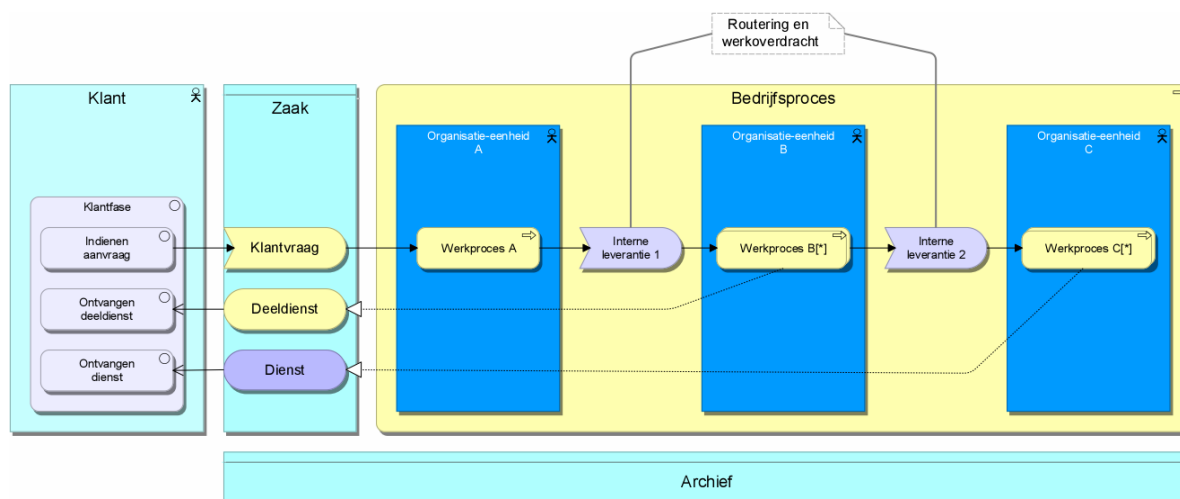 Routering en
werkoverdracht
Klant
Zaak
Bedrijfsproces
Organisatie-eenheid
A
Organisatie-eenheid
B
Organisatie-eenheid
C
Klantfase
Indienen
aanvraag
Klantvraag
Werkproces A
Interne
leverantie 1
Werkproces B[*]
Interne
leverantie 2
Werkproces C[*]
Ontvangen
deeldienst
Deeldienst
Ontvangen
dienst
Dienst
Archief